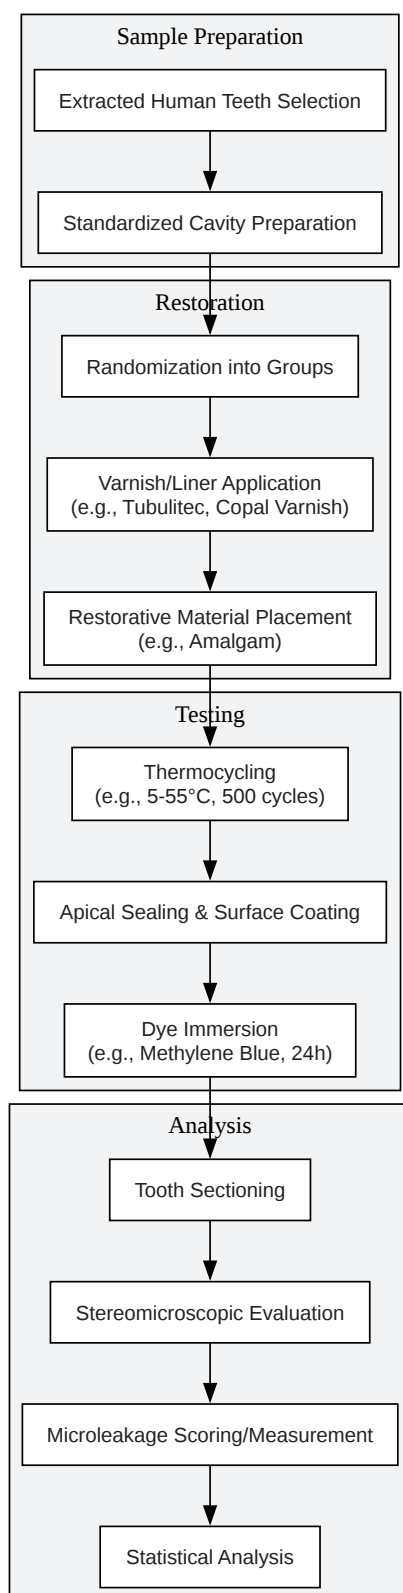 Sample Preparation
Extracted Human Teeth Selection
Standardized Cavity Preparation
Restoration
Randomization into Groups
Varnish/Liner Application
(e.g., Tubulitec, Copal Varnish)
Restorative Material Placement
(e.g., Amalgam)
Testing
Thermocycling
(e.g., 5-55°C, 500 cycles)
Apical Sealing & Surface Coating
Dye Immersion
(e.g., Methylene Blue, 24h)
Analysis
Tooth Sectioning
Stereomicroscopic Evaluation
Microleakage Scoring/Measurement
Statistical Analysis